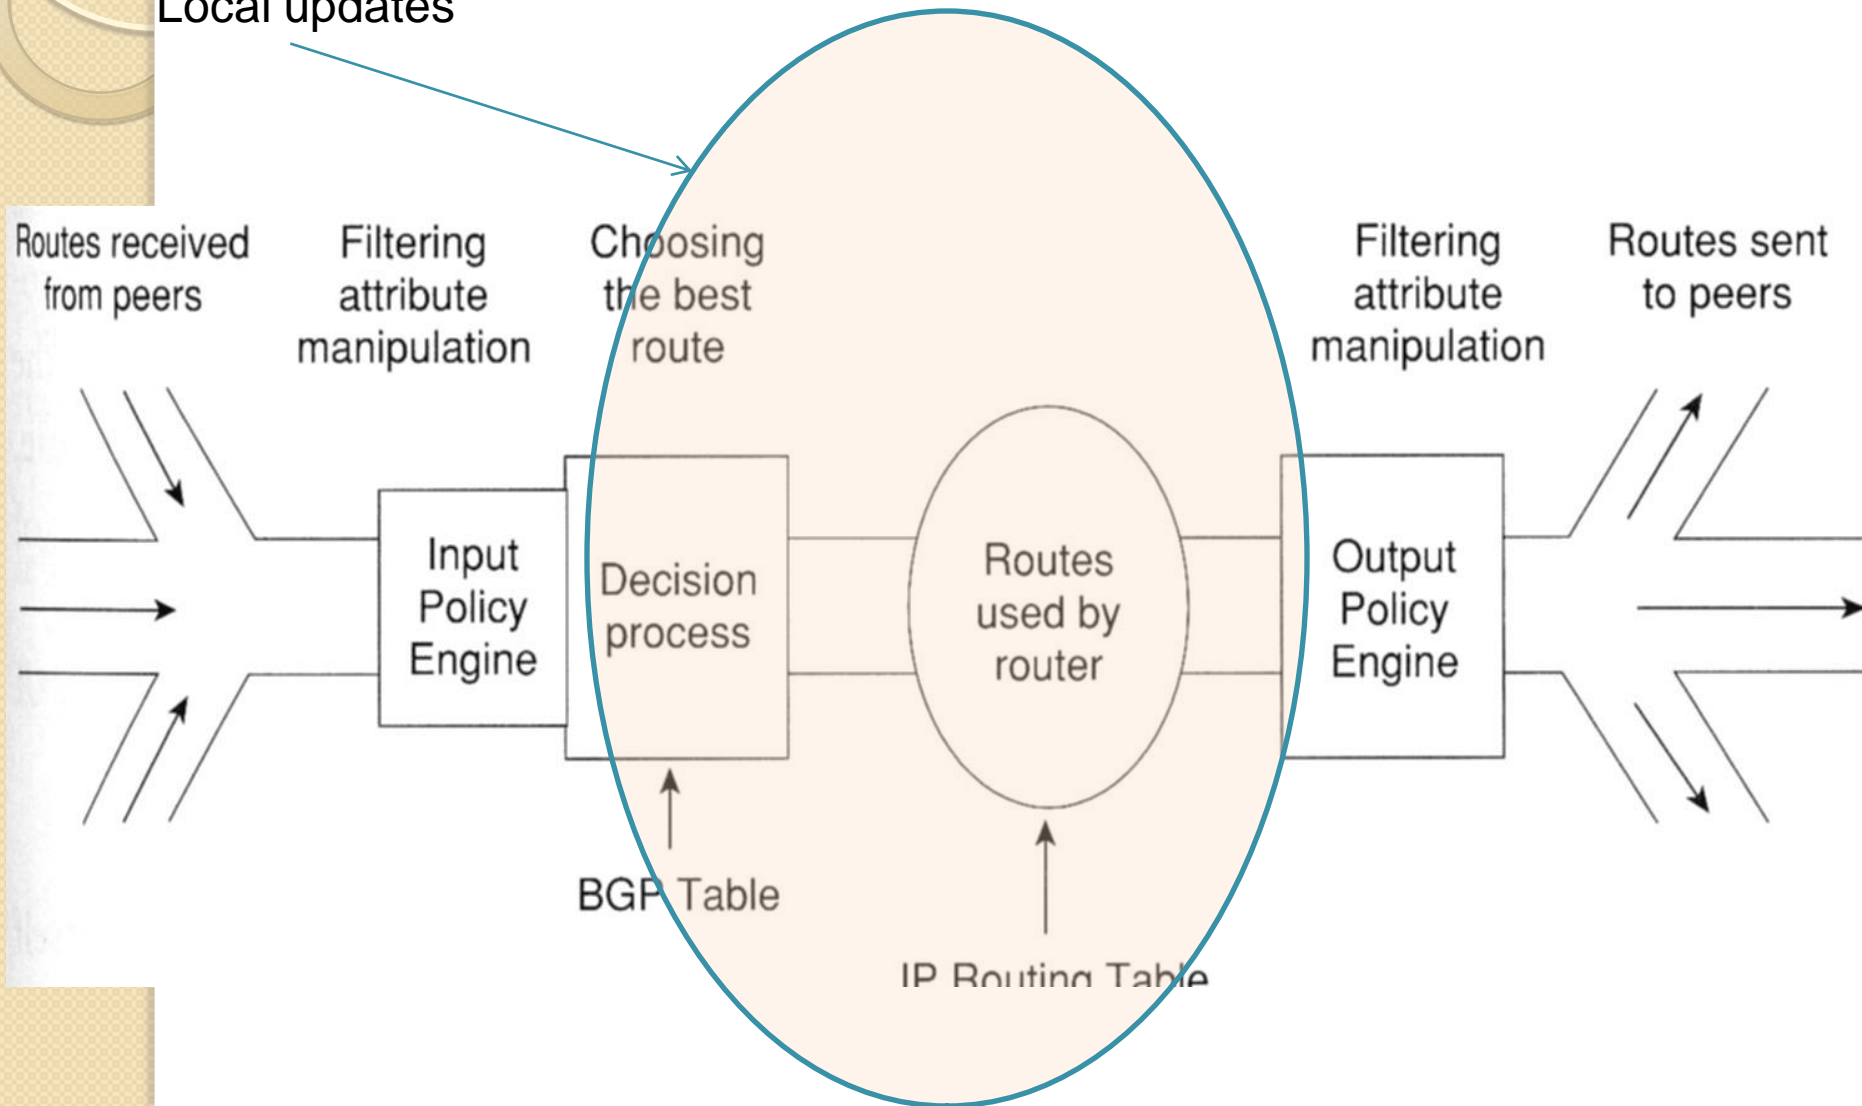 Local updates
Routes received
from peers
Filtering
attribute
manipulation
Choosing
the best
route
Filtering
attribute
manipulation
Routes sent
to peers
Input
Policy
Engine
Decision
process
Routes
used by
router
Output
Policy
Engine
BGP Table
IP Routing Table